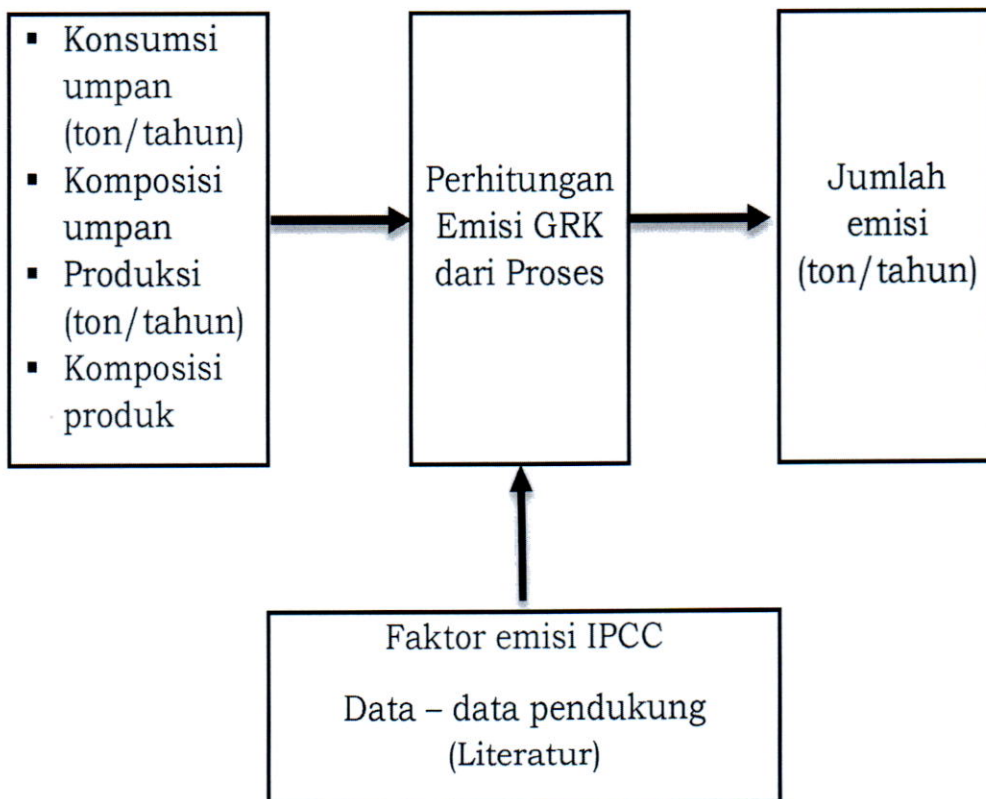 ▪ Konsumsi
umpan
(ton/tahun)
▪ Komposisi
umpan
▪ Produksi
(ton/tahun)
▪ Komposisi
produk
Perhitungan
Emisi GRK
dari Proses
Jumlah
emisi
(ton/tahun)
Faktor emisi IPCC
Data – data pendukung
(Literatur)